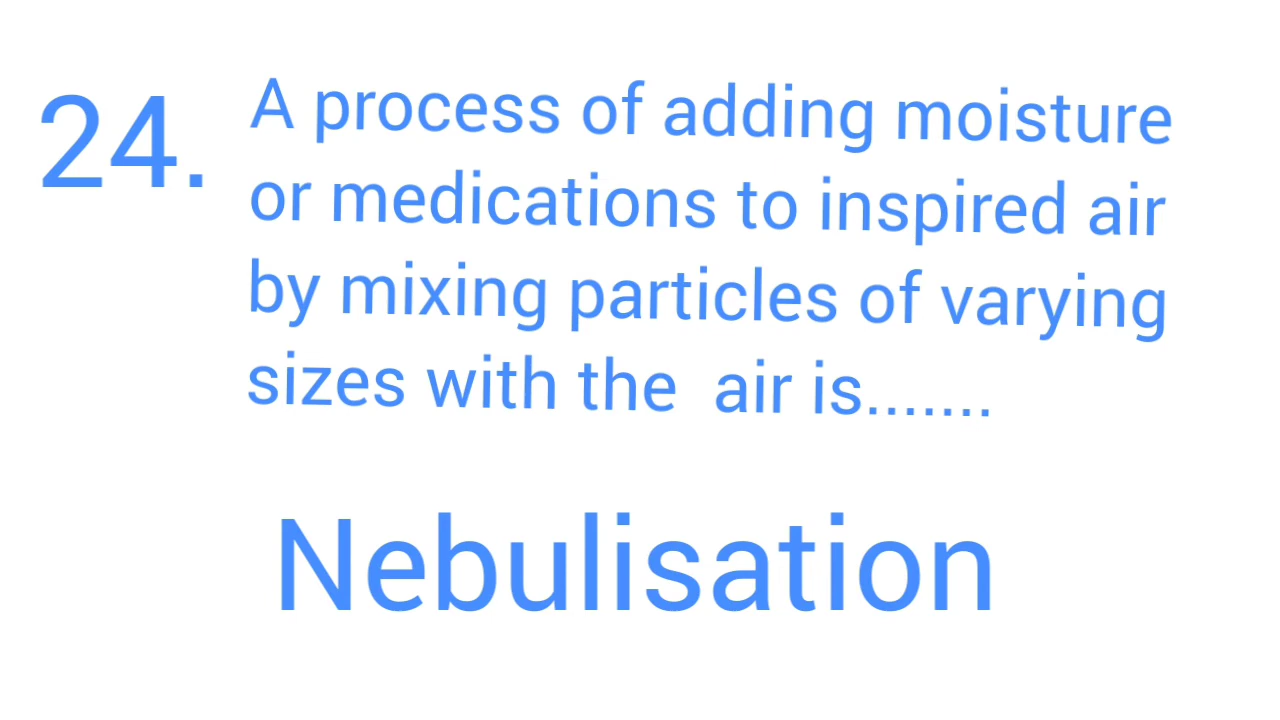 24. A process of adding moisture
or medications to inspired air
by mixing particles of varying
sizes with the air is.......
Nebulisation